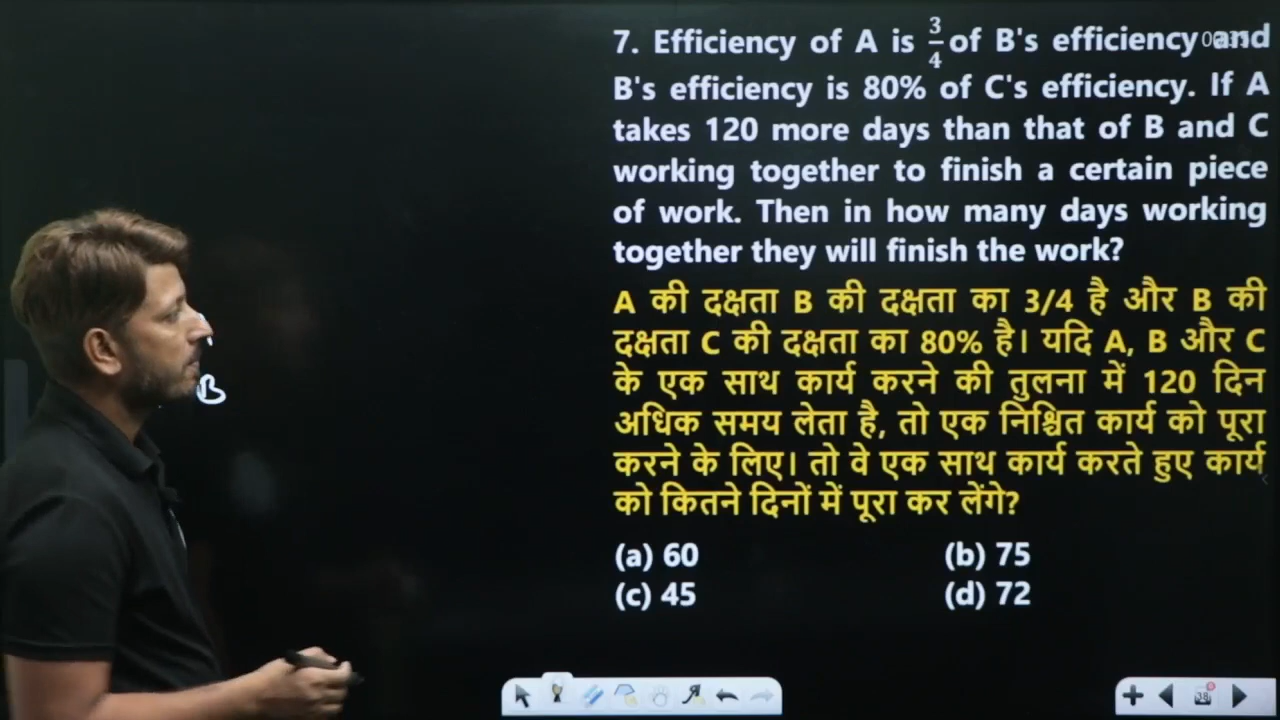 7. Efficiency of A is 3/4 of B's efficiency and
B's efficiency is 80% of C's efficiency. If A
takes 120 more days than that of B and C
working together to finish a certain piece
of work. Then in how many days working
together they will finish the work?
A की दक्षता B की दक्षता का 3/4 है और B की
दक्षता C की दक्षता का 80% है। यदि A, B और C
के एक साथ कार्य करने की तुलना में 120 दिन
अधिक समय लेता है, तो एक निश्चित कार्य को पूरा
करने के लिए। तो वे एक साथ कार्य करते हुए कार्य
को कितने दिनों में पूरा कर लेंगे?
(a) 60 (b) 75
(c) 45 (d) 72
B
38